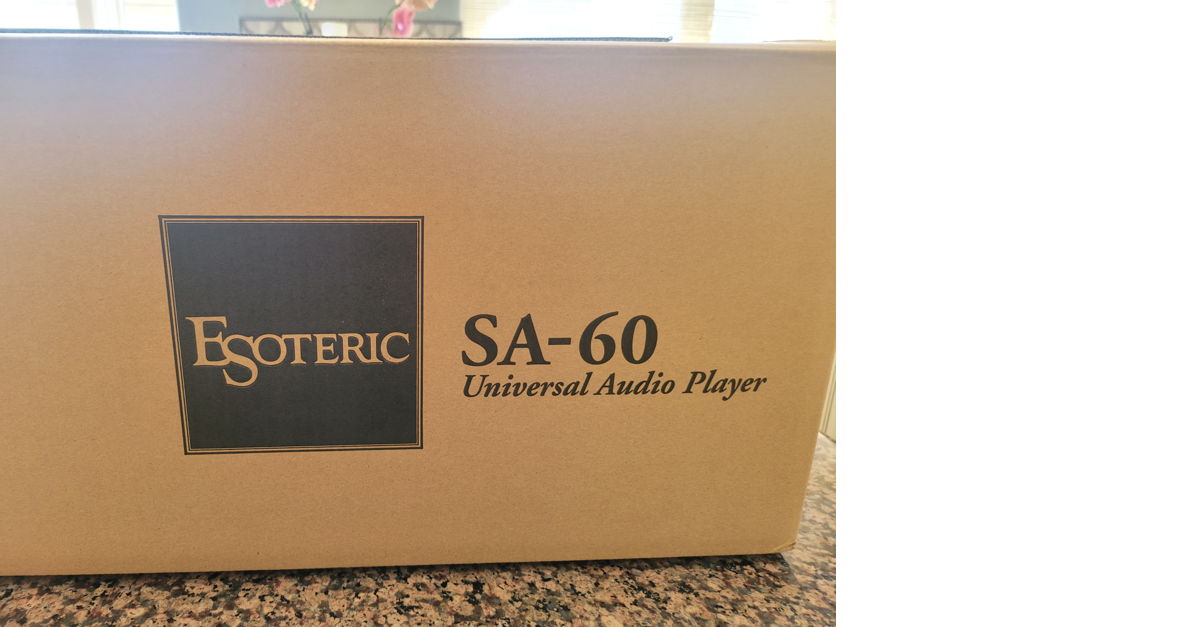 ESOTERIC
SA-60
Universal Audio Player